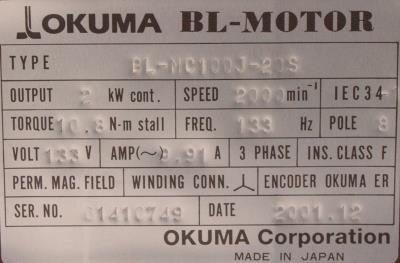 OKUMA BL-MOTOR
TYPE BL-MC100J-20S
OUTPUT 2 kW cont. SPEED 2000 min⁻¹ IEC34-1
TORQUE 10.8 N-m stall FREQ. 133 Hz POLE 8
VOLT 133 V AMP(~) 9.91 A 3 PHASE INS. CLASS F
PERM. MAG. FIELD WINDING CONN. ENCODER OKUMA ER
SER. NO. 01410749 DATE 2001.12
OKUMA Corporation
MADE IN JAPAN